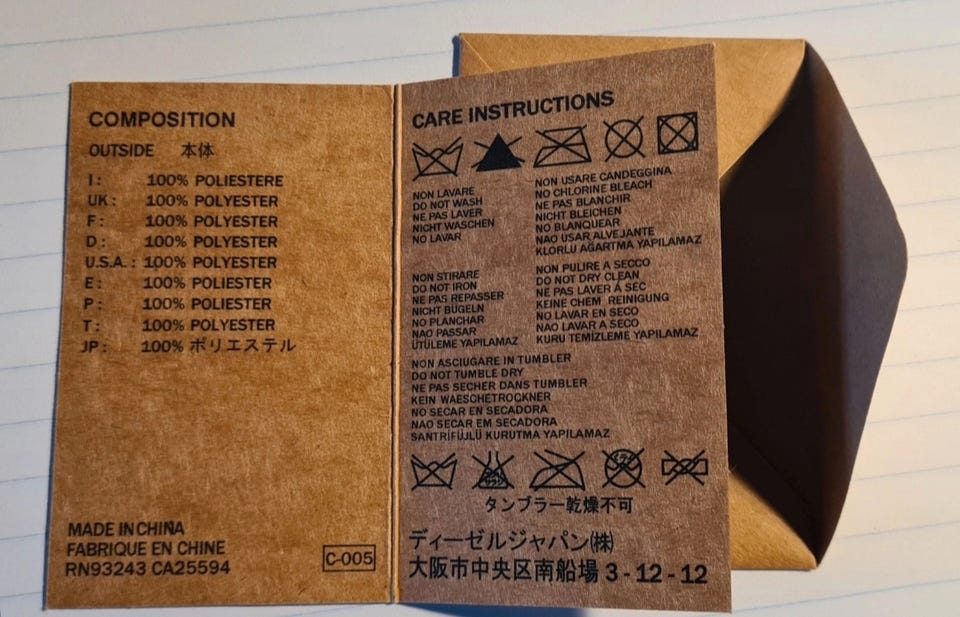 COMPOSITION
OUTSIDE 本体
I : 100% POLIESTERE
UK : 100% POLYESTER
F : 100% POLYESTER
D : 100% POLYESTER
U.S.A. : 100% POLYESTER
E : 100% POLIESTER
P : 100% POLIESTER
T : 100% POLYESTER
JP : 100% ポリエステル
MADE IN CHINA
FABRIQUE EN CHINE
RN93243 CA25594
C-005
CARE INSTRUCTIONS
NON LAVARE
DO NOT WASH
NE PAS LAVER
NICHT WASCHEN
NO LAVAR
NON USARE CANDEGGINA
NO CHLORINE BLEACH
NE PAS BLANCHIR
NICHT BLEICHEN
NO BLANQUEAR
NAO USAR ALVEJANTE
KLORLU AĞARTMA YAPILAMAZ
NON STIRARE
DO NOT IRON
NE PAS REPASSER
NICHT BÜGELN
NO PLANCHAR
NAO PASSAR
ÜTÜLEME YAPILAMAZ
NON PULIRE A SECCO
DO NOT DRY CLEAN
NE PAS LAVER Á SEC
KEINE CHEM. REINIGUNG
NO LAVAR EN SECO
NAO LAVAR A SECO
KURU TEMİZLEME YAPILAMAZ
NON ASCIUGARE IN TUMBLER
DO NOT TUMBLE DRY
NE PAS SECHER DANS TUMBLER
KEIN WAESCHETROCKNER
NO SECAR EN SECADORA
NAO SECAR EM SECADORA
SANTRİFÜJLÜ KURUTMA YAPILAMAZ
タンブラー乾燥不可
ディーゼルジャパン(株)
大阪市中央区南船場 3 - 12 - 12